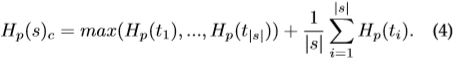 H_p(s)_c = max(H_p(t_1), ..., H_p(t_{|s|})) + \frac{1}{|s|} \sum_{i=1}^{|s|} H_p(t_i). (4)